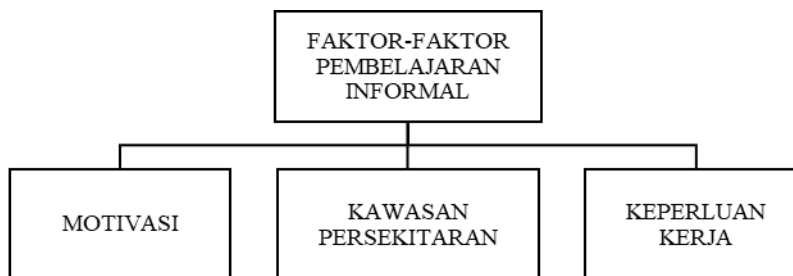 FAKTOR-FAKTOR
PEMBELAJARAN
INFORMAL
MOTIVASI
KAWASAN
PERSEKITARAN
KEPERLUAN
KERJA